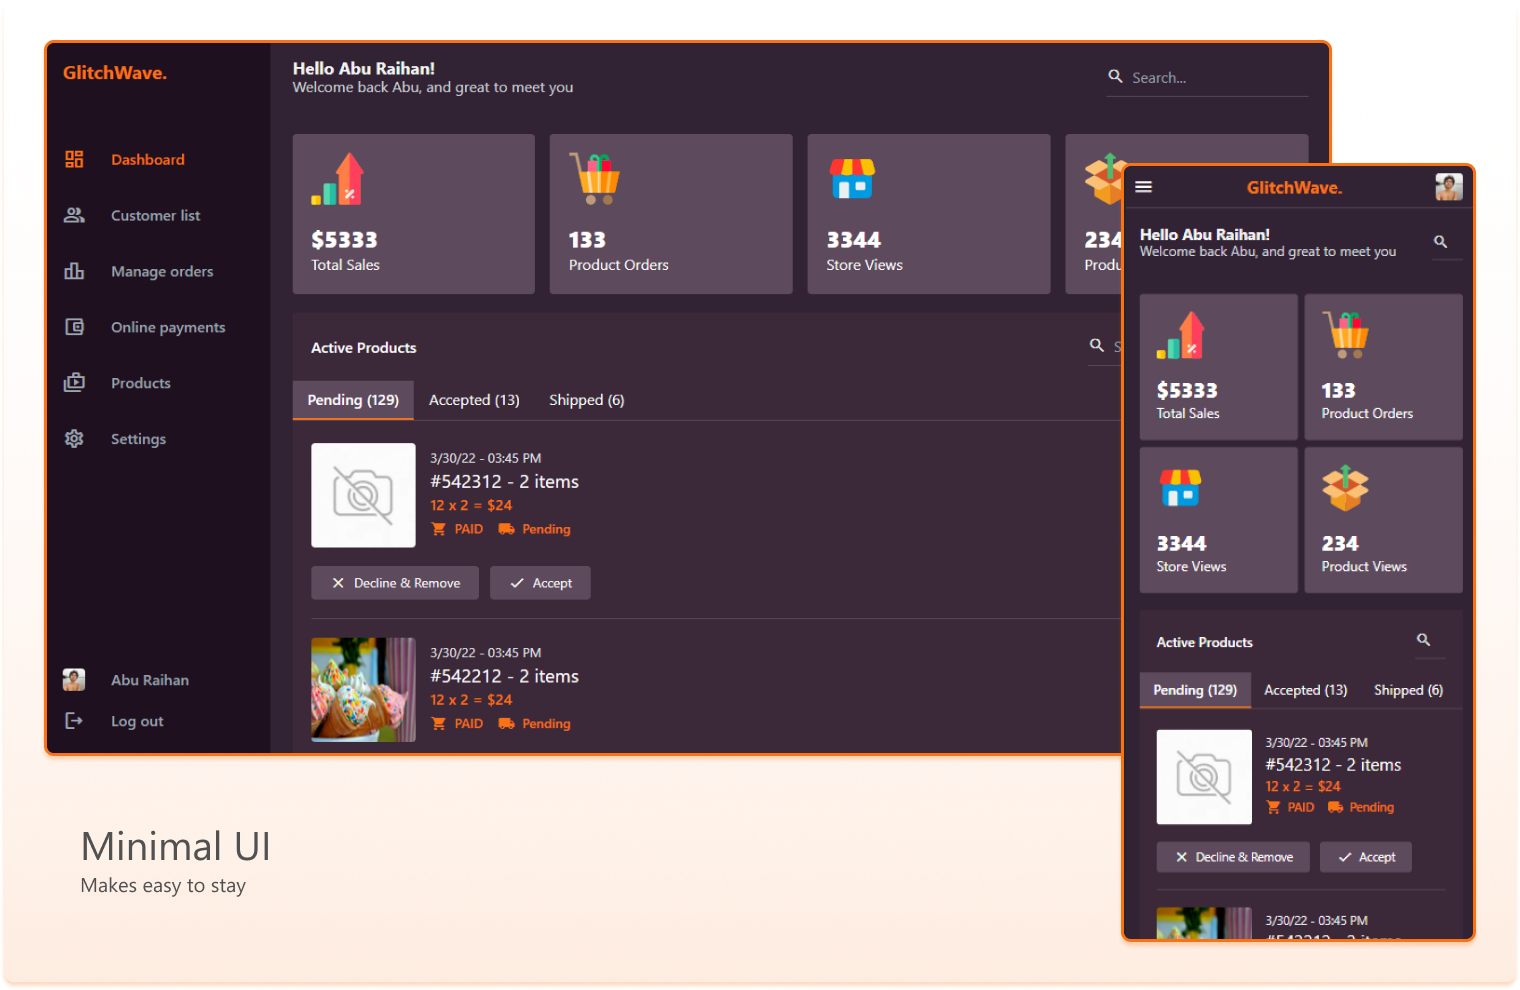 GlitchWave.
Dashboard
Customer list
Manage orders
Online payments
Products
Settings
Abu Raihan
Log out
Hello Abu Raihan!
Welcome back Abu, and great to meet you
Search...
$5333
Total Sales
133
Product Orders
3344
Store Views
234
Produ
Active Products
S
Pending (129)
Accepted (13)
Shipped (6)
3/30/22 - 03:45 PM
#542312 - 2 items
12 x 2 = $24
PAID Pending
Decline & Remove
Accept
3/30/22 - 03:45 PM
#542212 - 2 items
12 x 2 = $24
PAID Pending
GlitchWave.
Hello Abu Raihan!
Welcome back Abu, and great to meet you
$5333
Total Sales
133
Product Orders
3344
Store Views
234
Product Views
Active Products
Pending (129)
Accepted (13)
Shipped (6)
3/30/22 - 03:45 PM
#542312 - 2 items
12 x 2 = $24
PAID Pending
Decline & Remove
Accept
3/30/22 - 03:45 PM
Minimal UI
Makes easy to stay